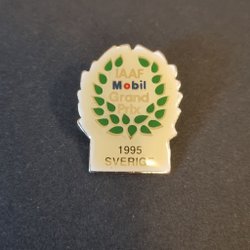 IAAF
Mobil
Grand
Prix
1995
SVERIGE